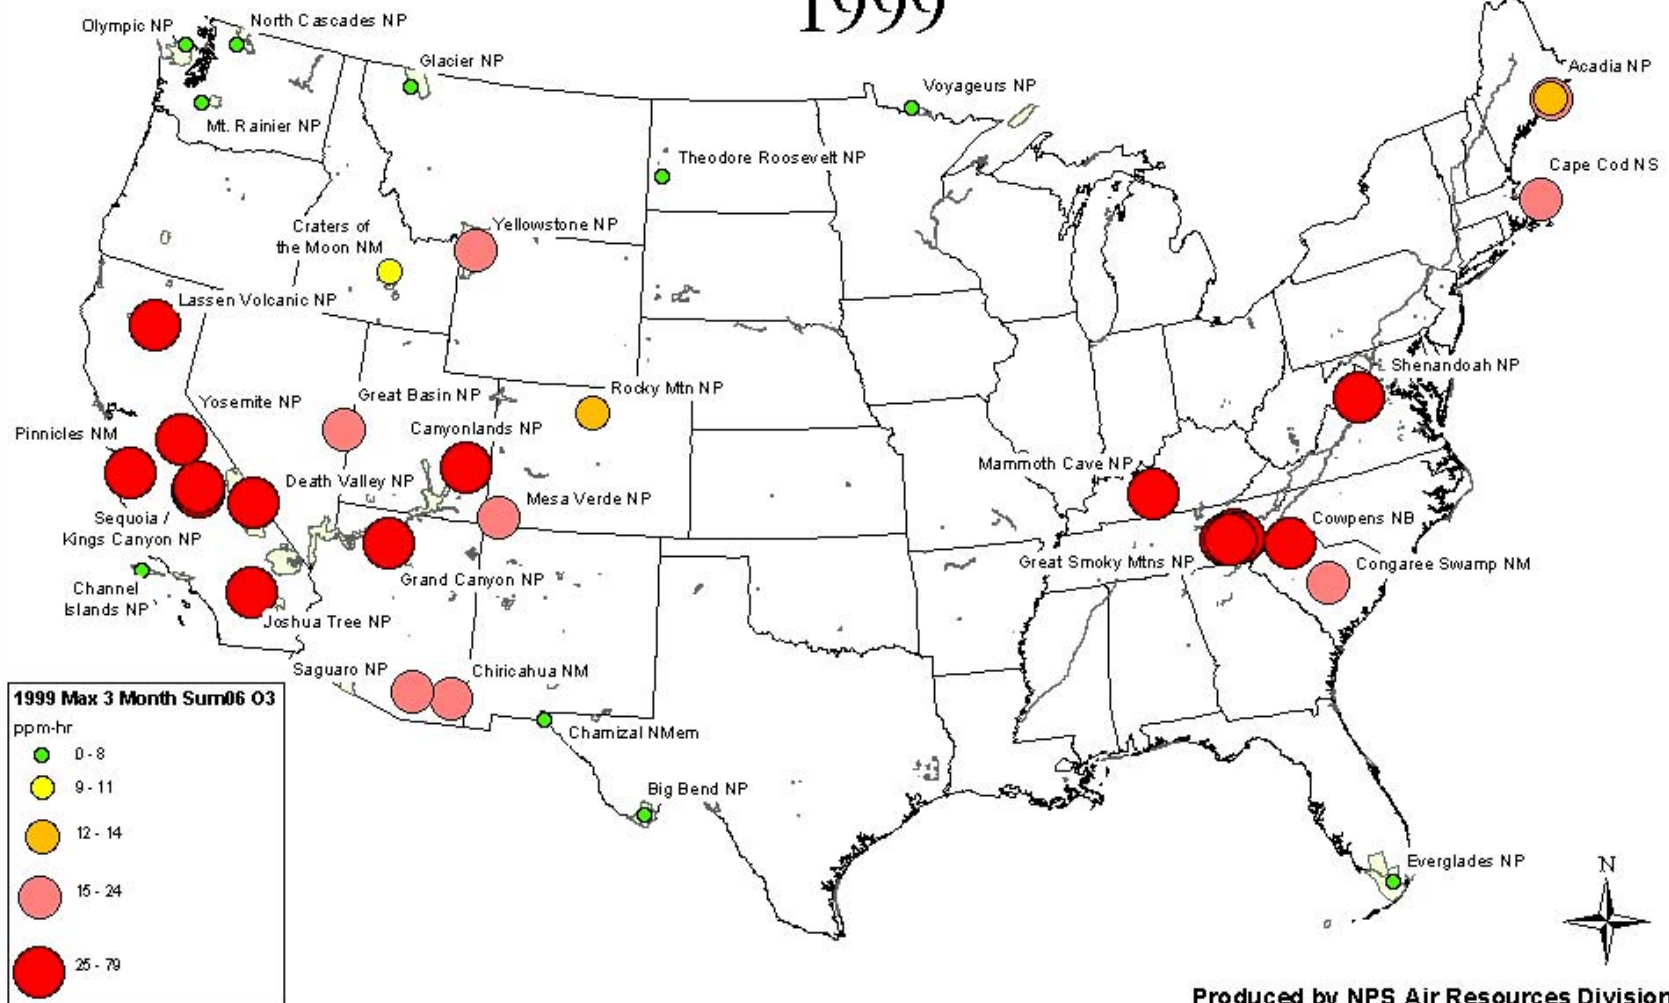 1999
Olympic NP
North Cascades NP
Glacier NP
Mt. Rainier NP
Voyageurs NP
Acadia NP
Theodore Roosevelt NP
Cape Cod NS
Craters of
the Moon NM
Yellowstone NP
Lassen Volcanic NP
Yosemite NP
Great Basin NP
Rocky Mtn NP
Shenandoah NP
Pinnicles NM
Canyonlands NP
Mammoth Cave NP
Death Valley NP
Mesa Verde NP
Sequoia /
Kings Canyon NP
Cowpens NB
Great Smoky Mtns NP
Congaree Swamp NM
Channel
Islands NP
Grand Canyon NP
Joshua Tree NP
Saguaro NP
Chiricahua NM
Chamizal NMem
Big Bend NP
Everglades NP
1999 Max 3 Month Sum06 O3
ppm-hr
0 - 8
9 - 11
12 - 14
15 - 24
25 - 79
N
Produced by NPS Air Resources Division